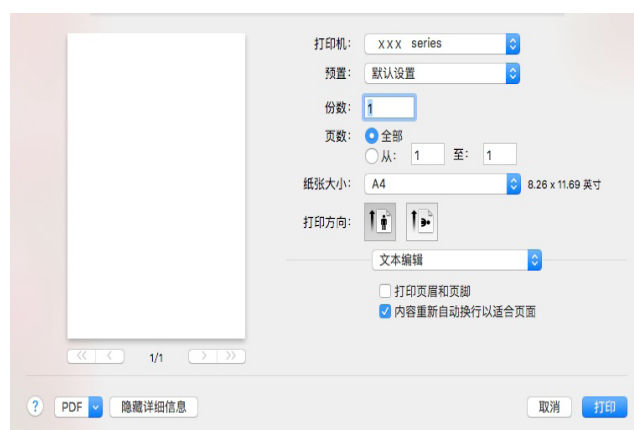 打印机: xxx series
预置: 默认设置
份数: 1
页数: 全部
从: 1 至: 1
纸张大小: A4 8.26 x 11.69 英寸
打印方向:
文本编辑
打印页眉和页脚
内容重新自动换行以适合页面
1/1
? PDF 隐藏详细信息 取消 打印